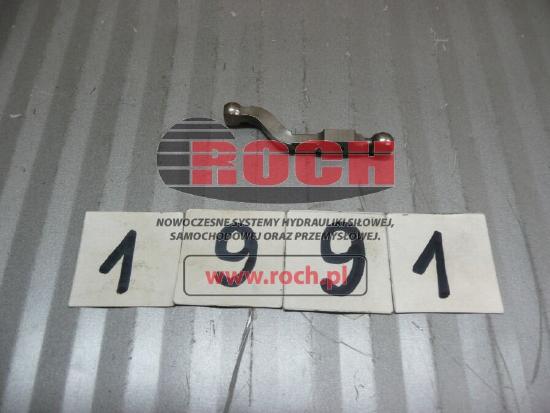 ROCH
NOWOCZESNE SYSTEMY HYDRAULIKI SIŁOWEJ,
SAMOCHODOWEJ ORAZ PRZEMYSŁOWEJ.
1 9 9 1
www.roch.pl